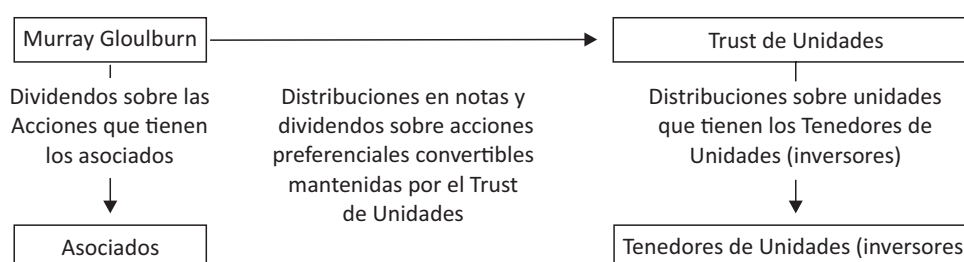 Murray Gloulburn
Trust de Unidades
Dividendos sobre las
Acciones que tienen
los asociados
Distribuciones en notas y
dividendos sobre acciones
preferenciales convertibles
mantenidas por el Trust
de Unidades
Distribuciones sobre unidades
que tienen los Tenedores de
Unidades (inversores)
Asociados
Tenedores de Unidades (inversores